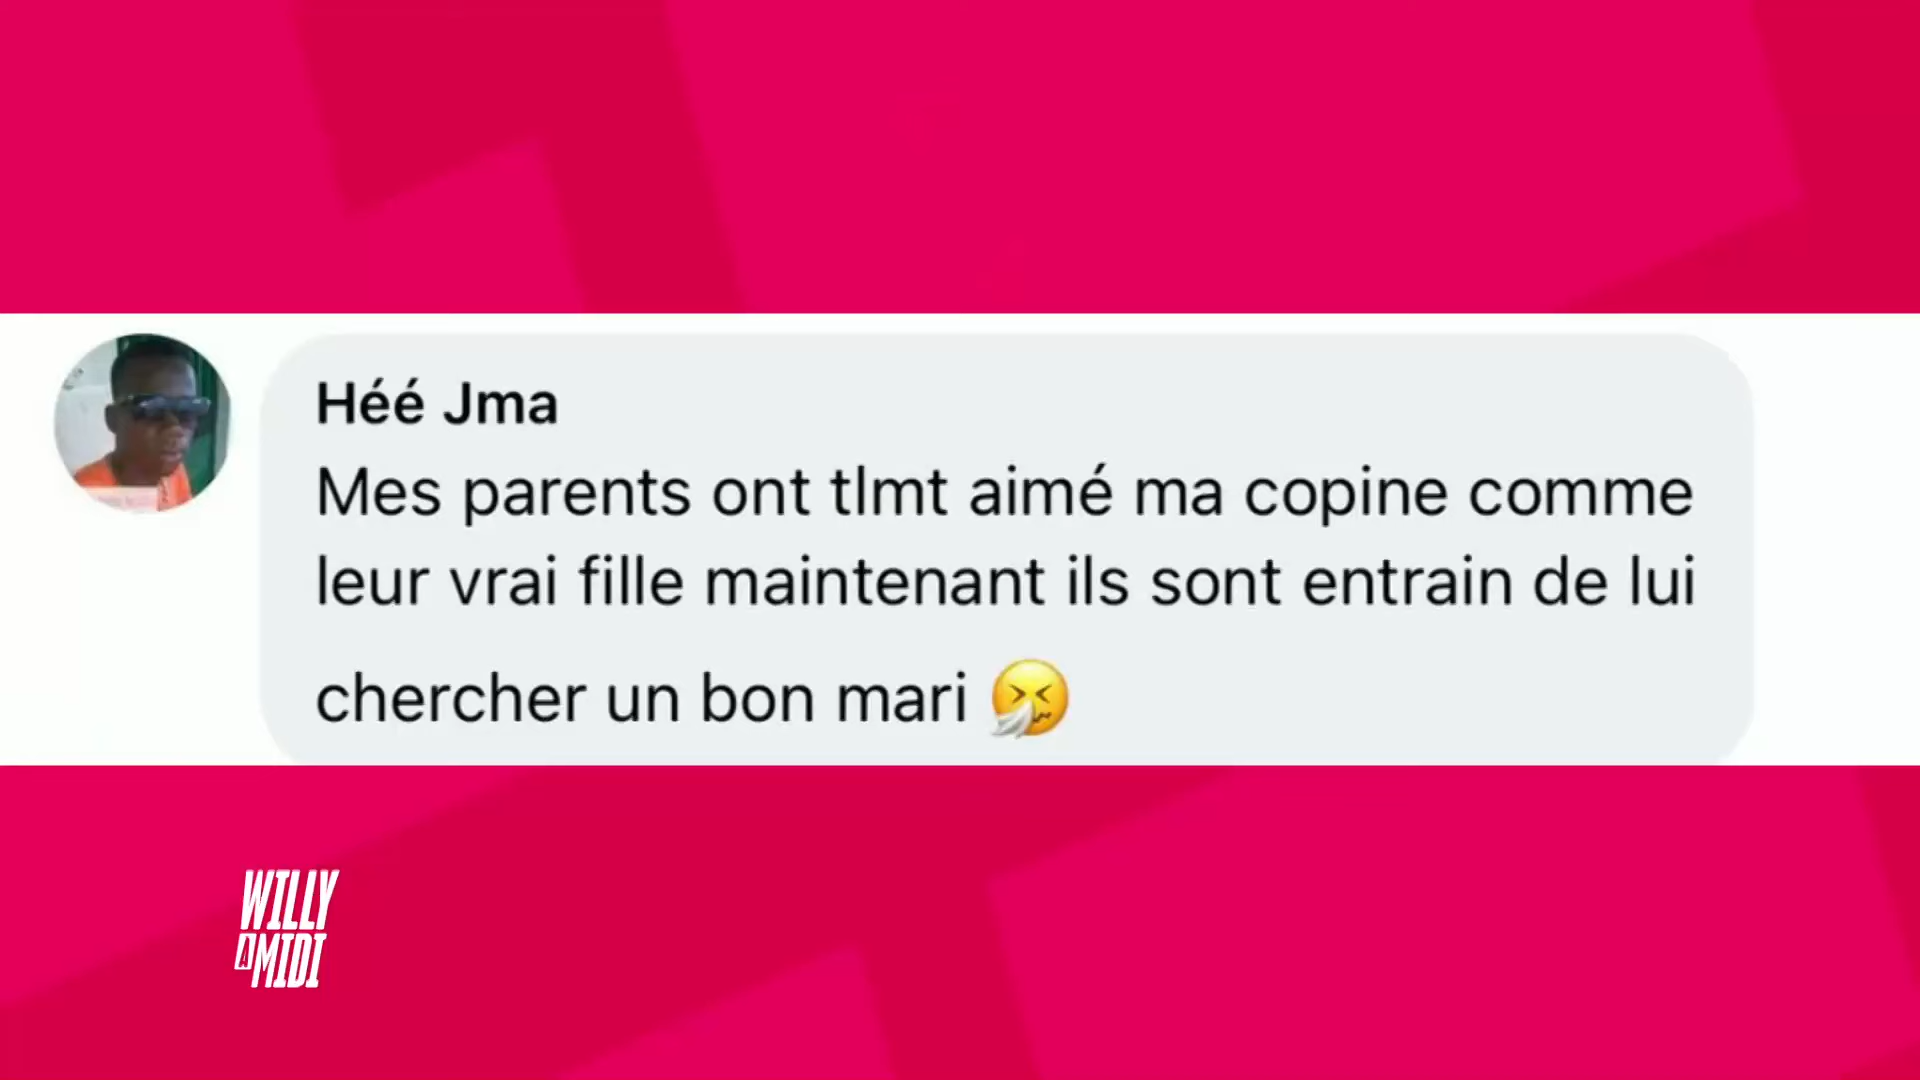 Héé Jma
Mes parents ont tlmt aimé ma copine comme
leur vrai fille maintenant ils sont entrain de lui
chercher un bon mari 🤧
WILLY
A MIDI